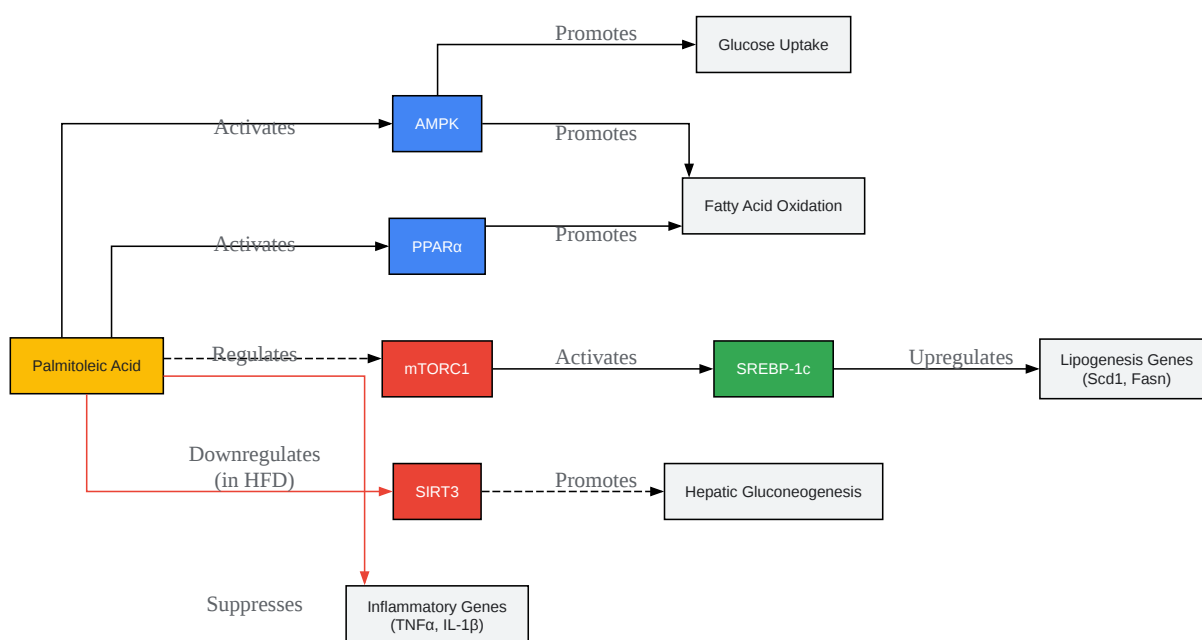 Promotes
Glucose Uptake
Activates
AMPK
Promotes
Fatty Acid Oxidation
Activates
PPARα
Promotes
Palmitoleic Acid
Regulates
mTORC1
Activates
SREBP-1c
Upregulates
Lipogenesis Genes
(Scd1, Fasn)
Downregulates
(in HFD)
SIRT3
Promotes
Hepatic Gluconeogenesis
Suppresses
Inflammatory Genes
(TNFα, IL-1β)